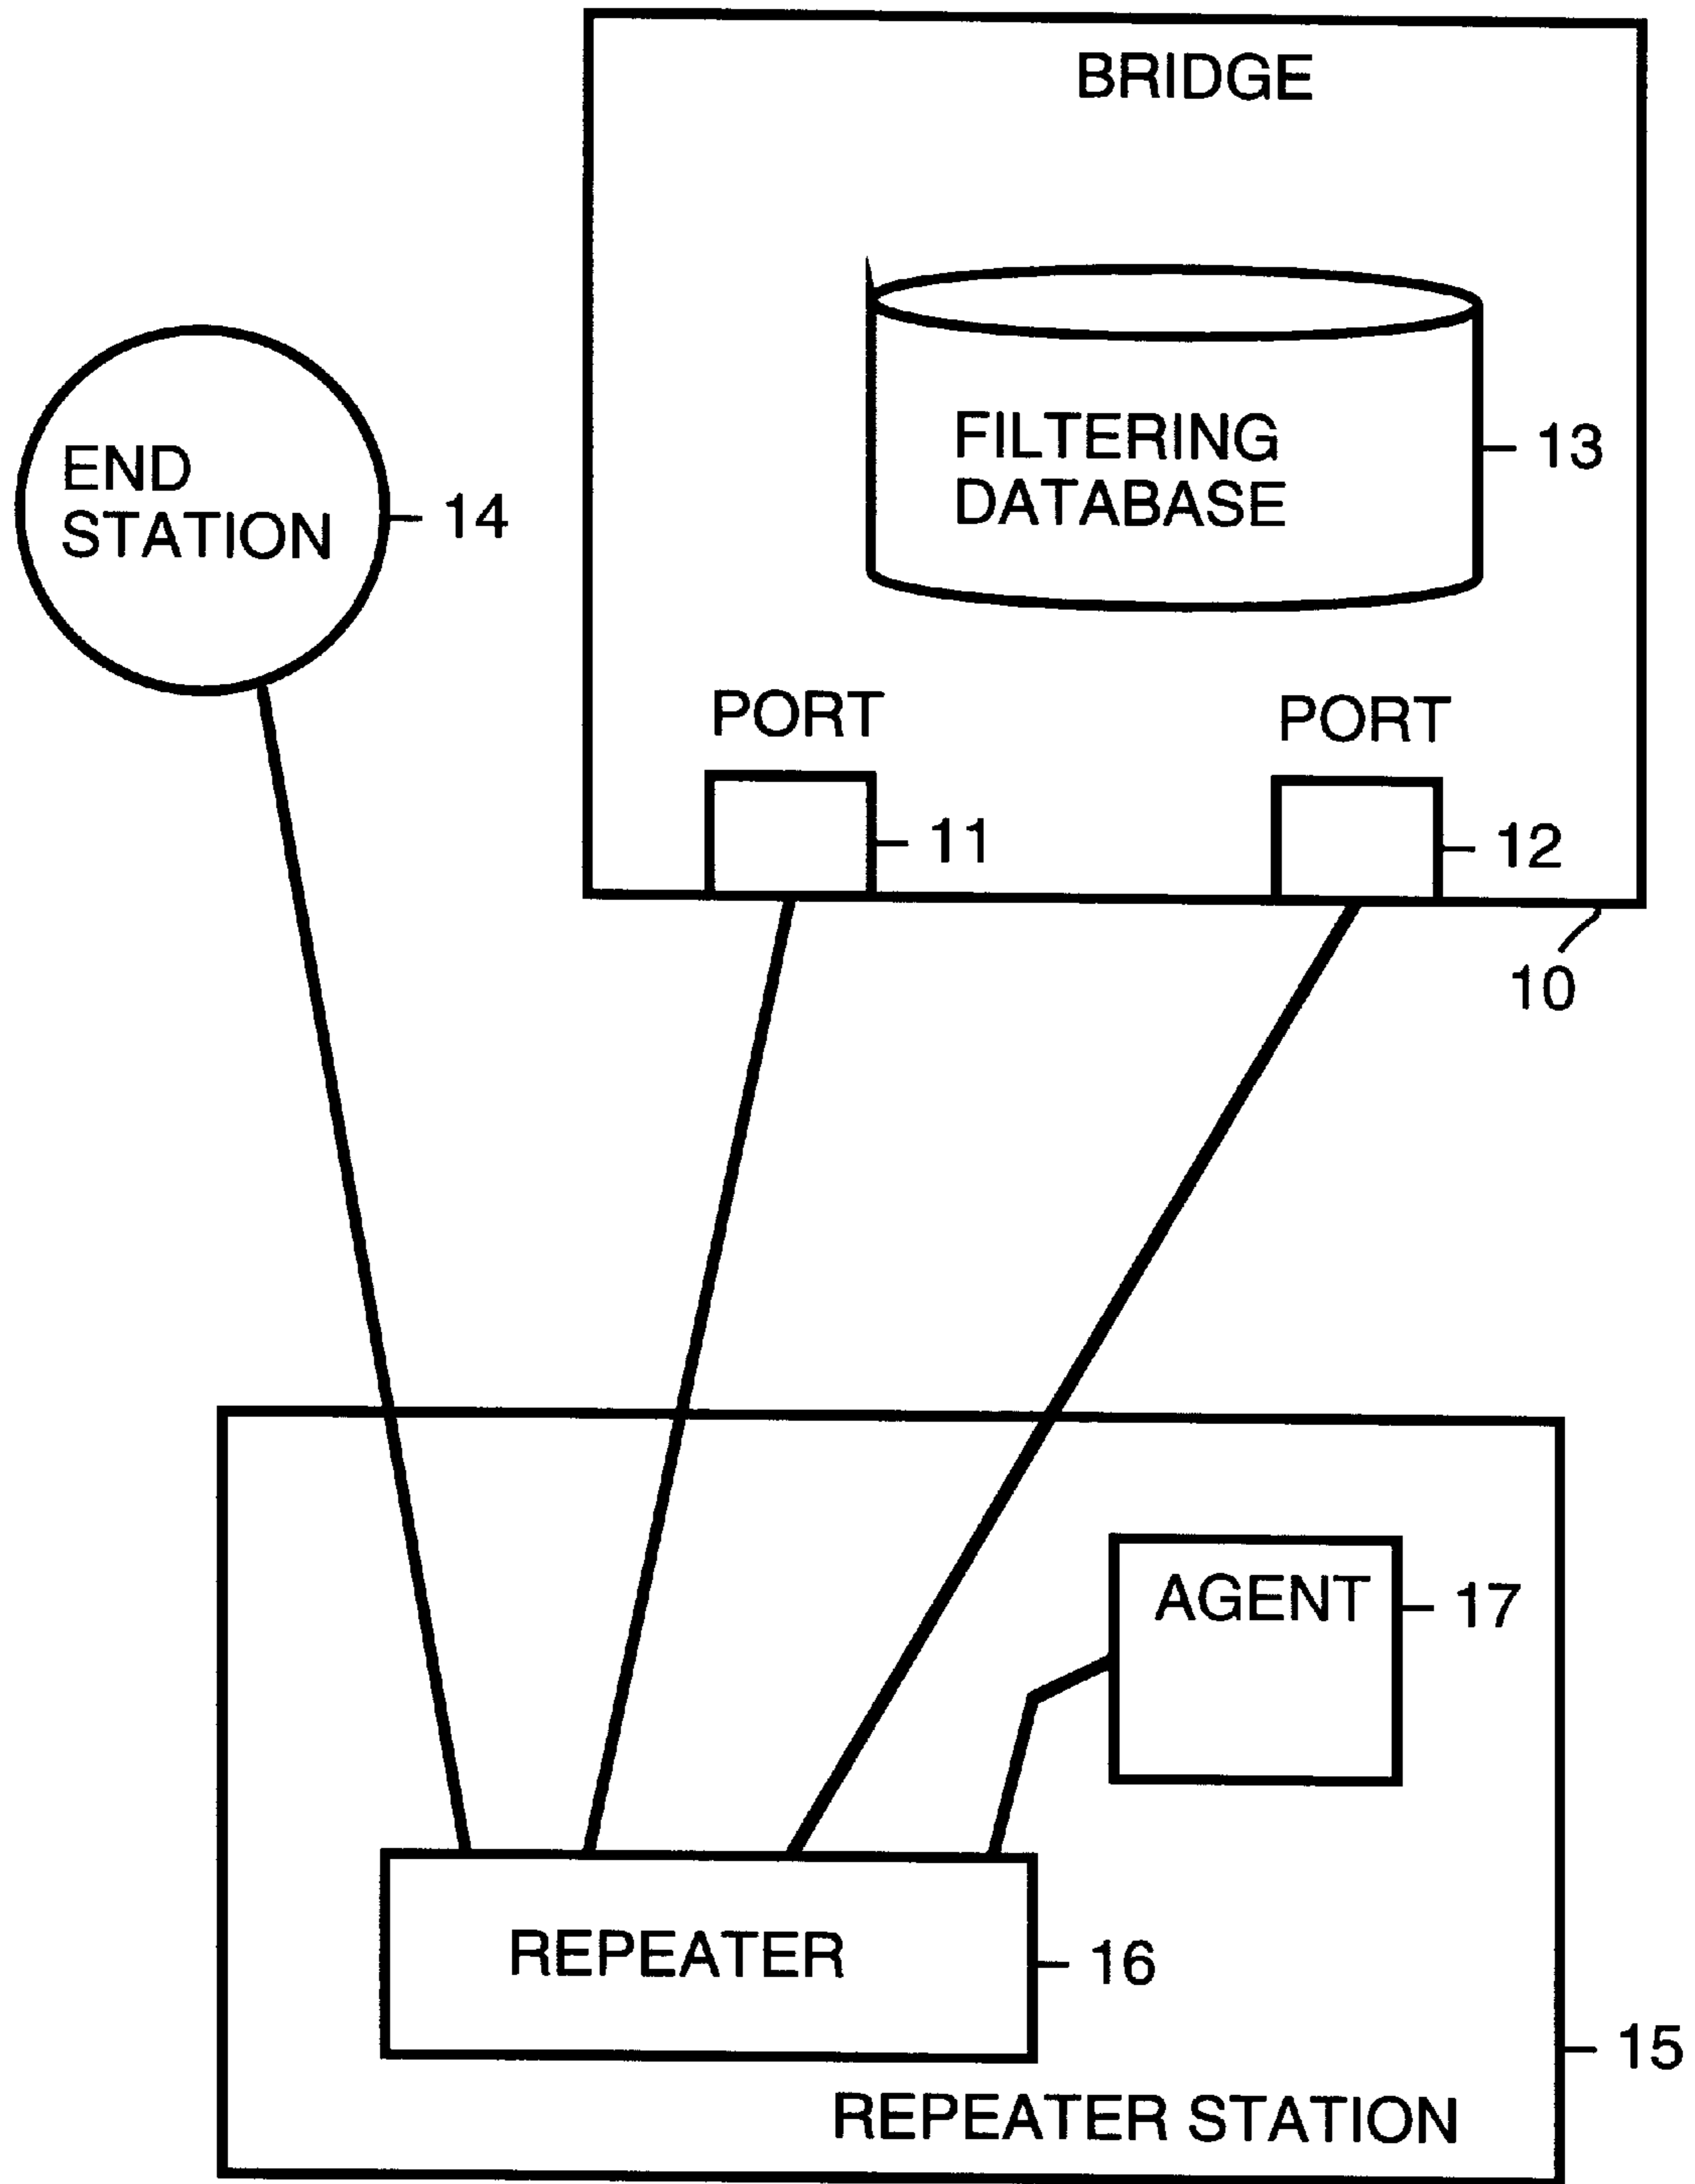 BRIDGE
FILTERING
DATABASE
13
END
STATION
14
PORT
PORT
11
12
10
AGENT
17
REPEATER
16
15
REPEATER STATION